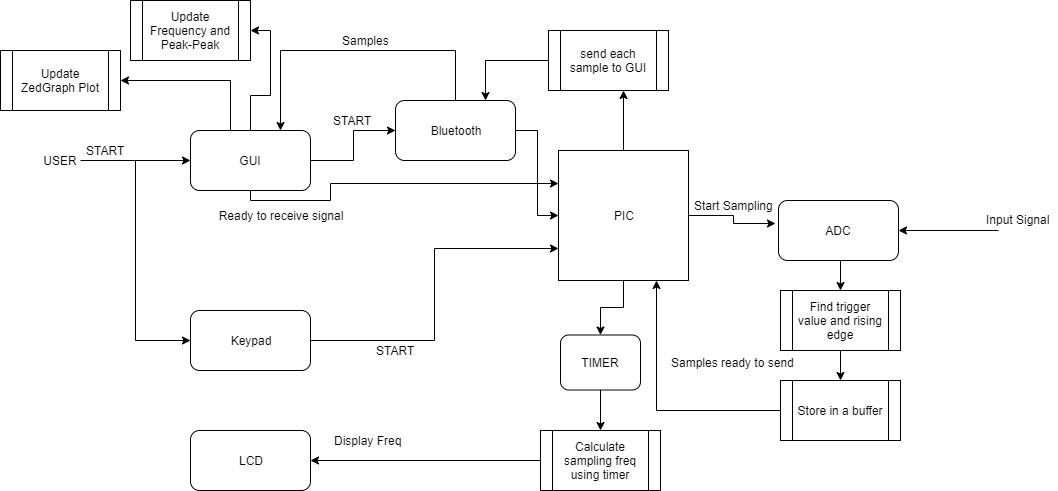 Update
Frequency and
Peak-Peak
Samples
send each
sample to GUI
Update
ZedGraph Plot
START
Bluetooth
START
USER
GUI
Ready to receive signal
PIC
Start Sampling
ADC
Input Signal
Find trigger
value and rising
edge
Keypad
START
TIMER
Samples ready to send
Store in a buffer
Display Freq
LCD
Calculate
sampling freq
using timer